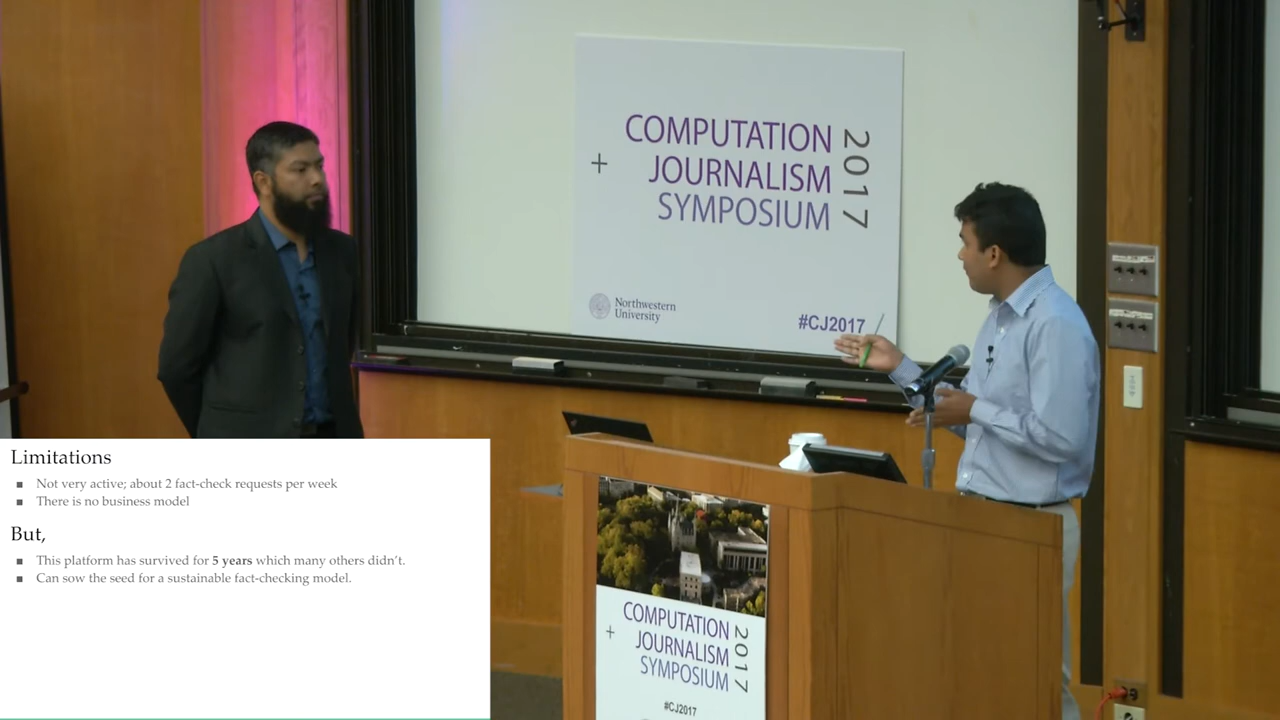 COMPUTATION
+ JOURNALISM
SYMPOSIUM
2017
Northwestern
University
#CJ2017
Limitations
▪ Not very active; about 2 fact-check requests per week
▪ There is no business model
But,
▪ This platform has survived for 5 years which many others didn't.
▪ Can sow the seed for a sustainable fact-checking model.
COMPUTATION
+ JOURNALISM
SYMPOSIUM
2017
#CJ2017